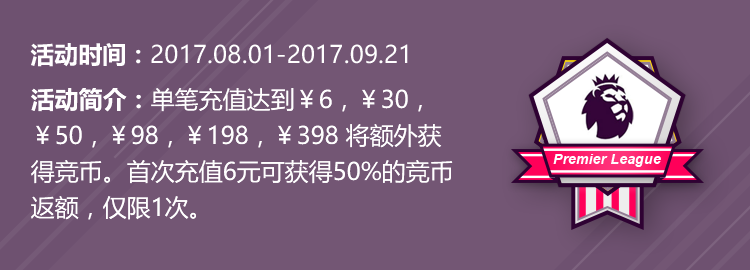 活动时间：2017.08.01-2017.09.21
活动简介：单笔充值达到￥6，￥30，
￥50，￥98，￥198，￥398 将额外获
得竞币。首次充值6元可获得50%的竞币
返额，仅限1次。
Premier League